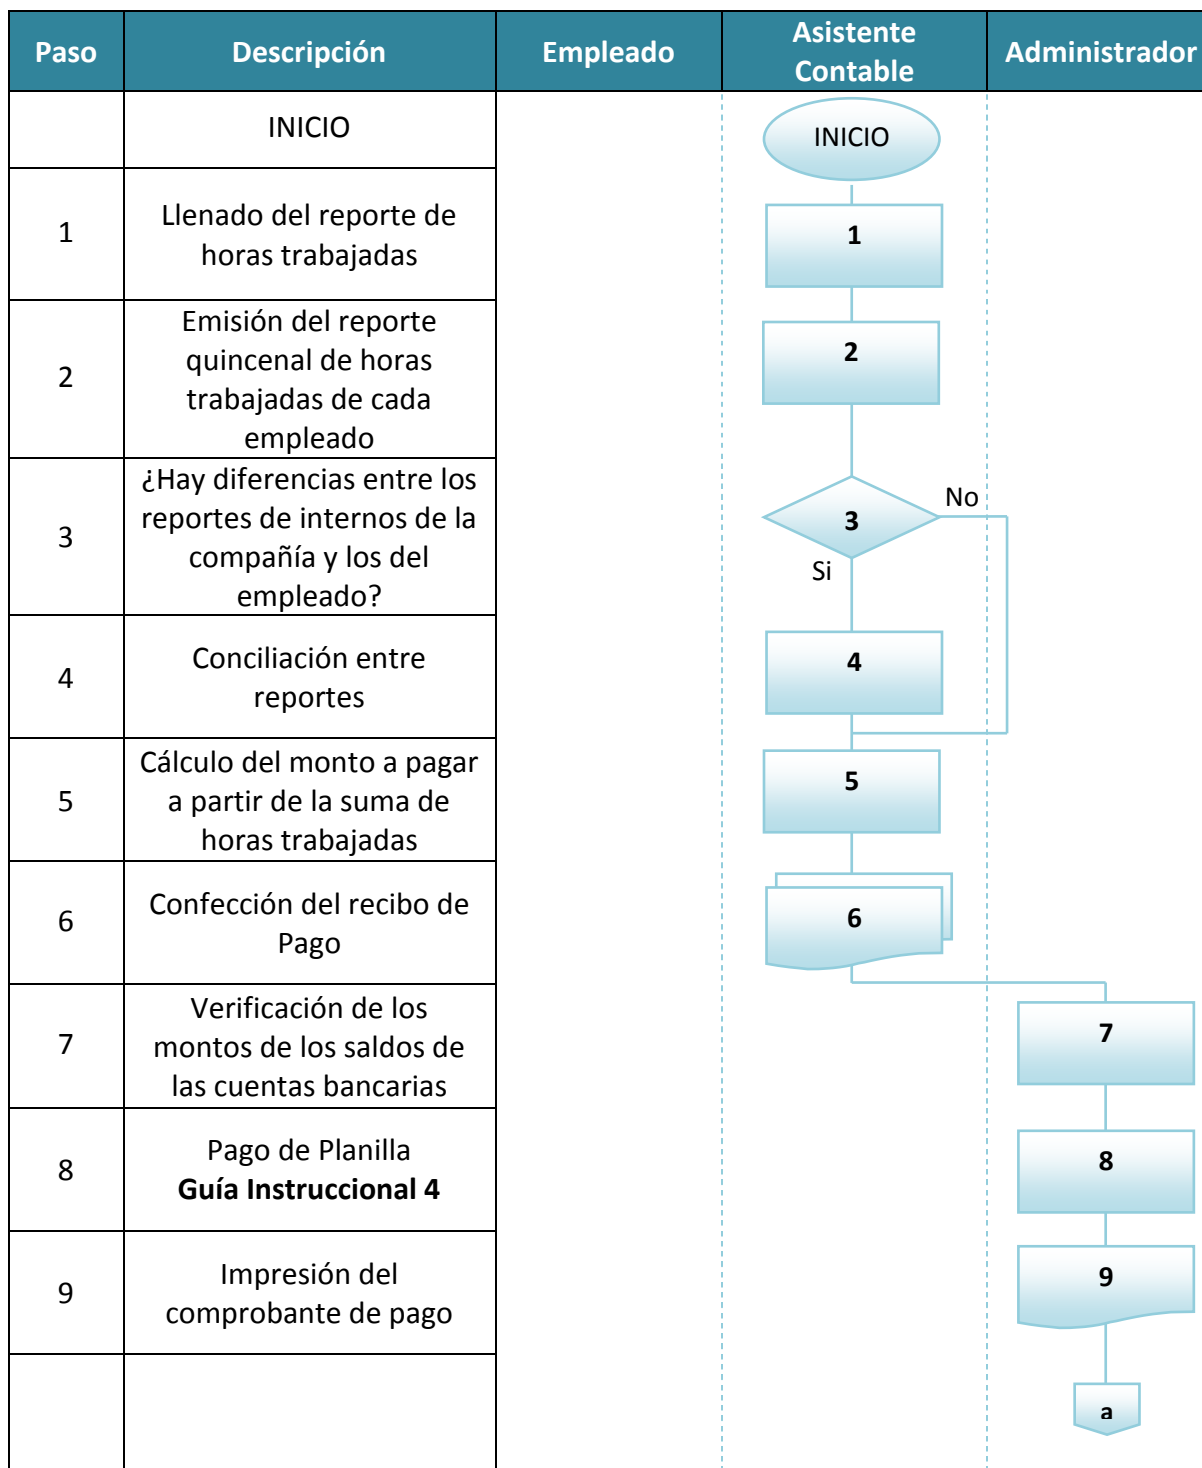 Paso
Descripción
Empleado
Asistente
Contable
Administrador
INICIO
INICIO
1
Llenado del reporte de
horas trabajadas
1
2
Emisión del reporte
quincenal de horas
trabajadas de cada
empleado
2
3
¿Hay diferencias entre los
reportes de internos de la
compañía y los del
empleado?
3
No
Si
4
Conciliación entre
reportes
4
5
Cálculo del monto a pagar
a partir de la suma de
horas trabajadas
5
6
Confección del recibo de
Pago
6
7
Verificación de los
montos de los saldos de
las cuentas bancarias
7
8
Pago de Planilla
Guía Instruccional 4
8
9
Impresión del
comprobante de pago
9
a